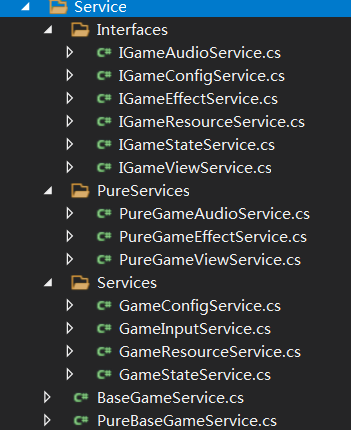 Service
Interfaces
C# IGameAudioService.cs
C# IGameConfigService.cs
C# IGameEffectService.cs
C# IGameResourceService.cs
C# IGameStateService.cs
C# IGameViewService.cs
PureServices
C# PureGameAudioService.cs
C# PureGameEffectService.cs
C# PureGameViewService.cs
Services
C# GameConfigService.cs
C# GameInputService.cs
C# GameResourceService.cs
C# GameStateService.cs
C# BaseGameService.cs
C# PureBaseGameService.cs